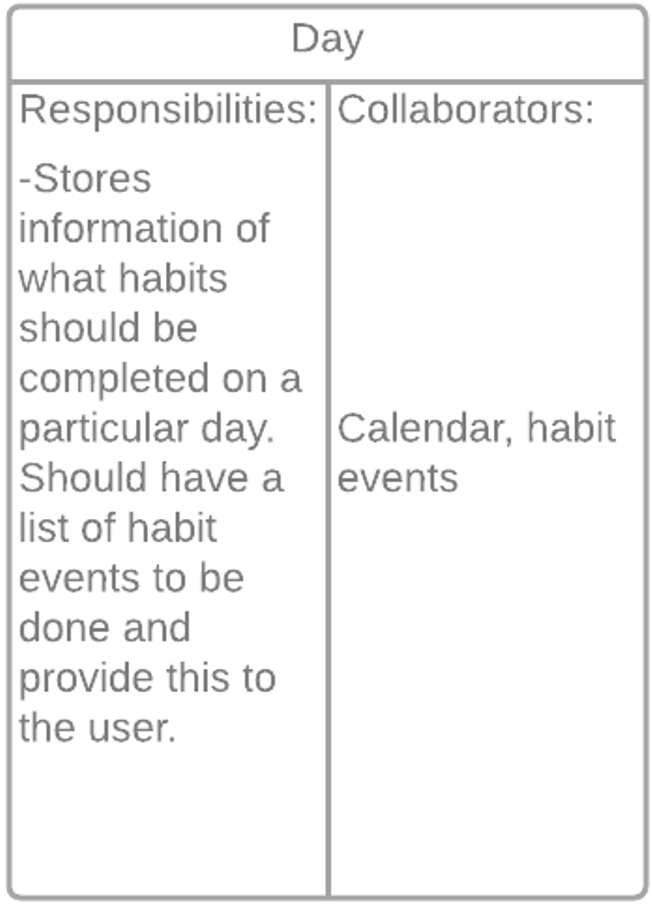 Day
Responsibilities:
-Stores
information of
what habits
should be
completed on a
particular day.
Should have a
list of habit
events to be
done and
provide this to
the user.
Collaborators:
Calendar, habit
events